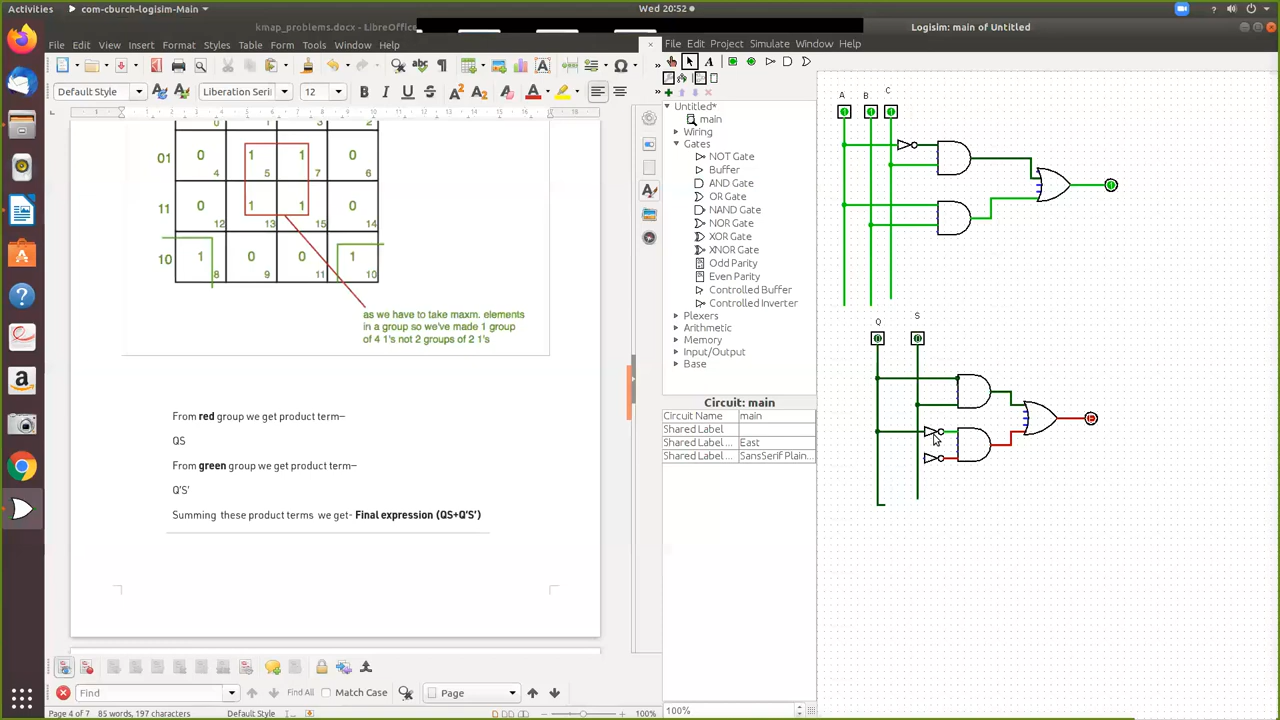 Activities
com-church-logisim-Main
Wed 20:52
kmap_problems.docx - LibreOffice
Logisim: main of Untitled
File Edit View Insert Format Styles Table Form Tools Window Help
File Edit Project Simulate Window Help
Default Style
Liberation Seri
12
Untitled*
main
Wiring
Gates
NOT Gate
Buffer
AND Gate
OR Gate
NAND Gate
NOR Gate
XOR Gate
XNOR Gate
Odd Parity
Even Parity
Controlled Buffer
Controlled Inverter
Plexers
Arithmetic
Memory
Input/Output
Base
Circuit: main
Circuit Name main
Shared Label
Shared Label ... East
Shared Label ... SansSerif Plain...
100%
01 0 4 1 5 1 7 0 6
11 0 12 1 13 1 15 0 14
10 1 8 0 9 0 11 1 10
as we have to take maxm. elements
in a group so we've made 1 group
of 4 1's not 2 groups of 2 1's
From red group we get product term—
QS
From green group we get product term—
Q'S'
Summing these product terms we get- Final expression (QS+Q'S')
A B C
Q S
Find
Find All
Match Case
Page
Page 4 of 7
85 words, 197 characters
Default Style
100%